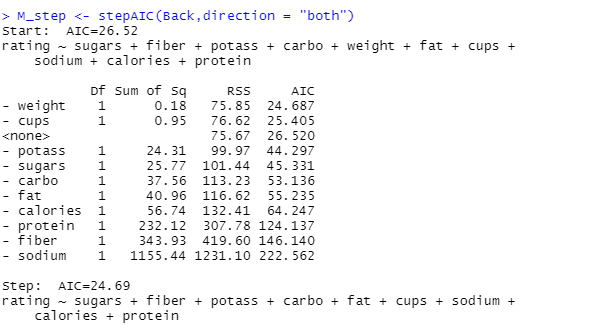 > M_step <- stepAIC(Back,direction = "both")
Start:  AIC=26.52
rating ~ sugars + fiber + potass + carbo + weight + fat + cups +
    sodium + calories + protein

           Df Sum of Sq     RSS     AIC
- weight    1      0.18   75.85  24.687
- cups      1      0.95   76.62  25.405
<none>                    75.67  26.520
- potass    1     24.31   99.97  44.297
- sugars    1     25.77  101.44  45.331
- carbo     1     37.56  113.23  53.136
- fat       1     40.96  116.62  55.235
- calories  1     56.74  132.41  64.247
- protein   1    232.12  307.78 124.137
- fiber     1    343.93  419.60 146.140
- sodium    1   1155.44 1231.10 222.562

Step:  AIC=24.69
rating ~ sugars + fiber + potass + carbo + fat + cups + sodium +
    calories + protein